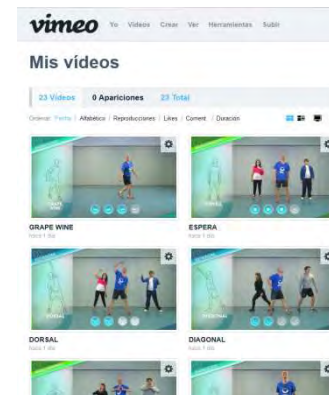 vimeo Yo Vídeos Crear Ver Herramientas Subir
Mis vídeos
23 Vídeos 0 Apariciones 23 Total
Ordenar: Fecha / Alfabética / Reproducciones / Likes / Coment. / Duración
GRAPE WINE ESPERA
hace 1 día hace 1 día
DORSAL DIAGONAL
hace 1 día hace 1 día